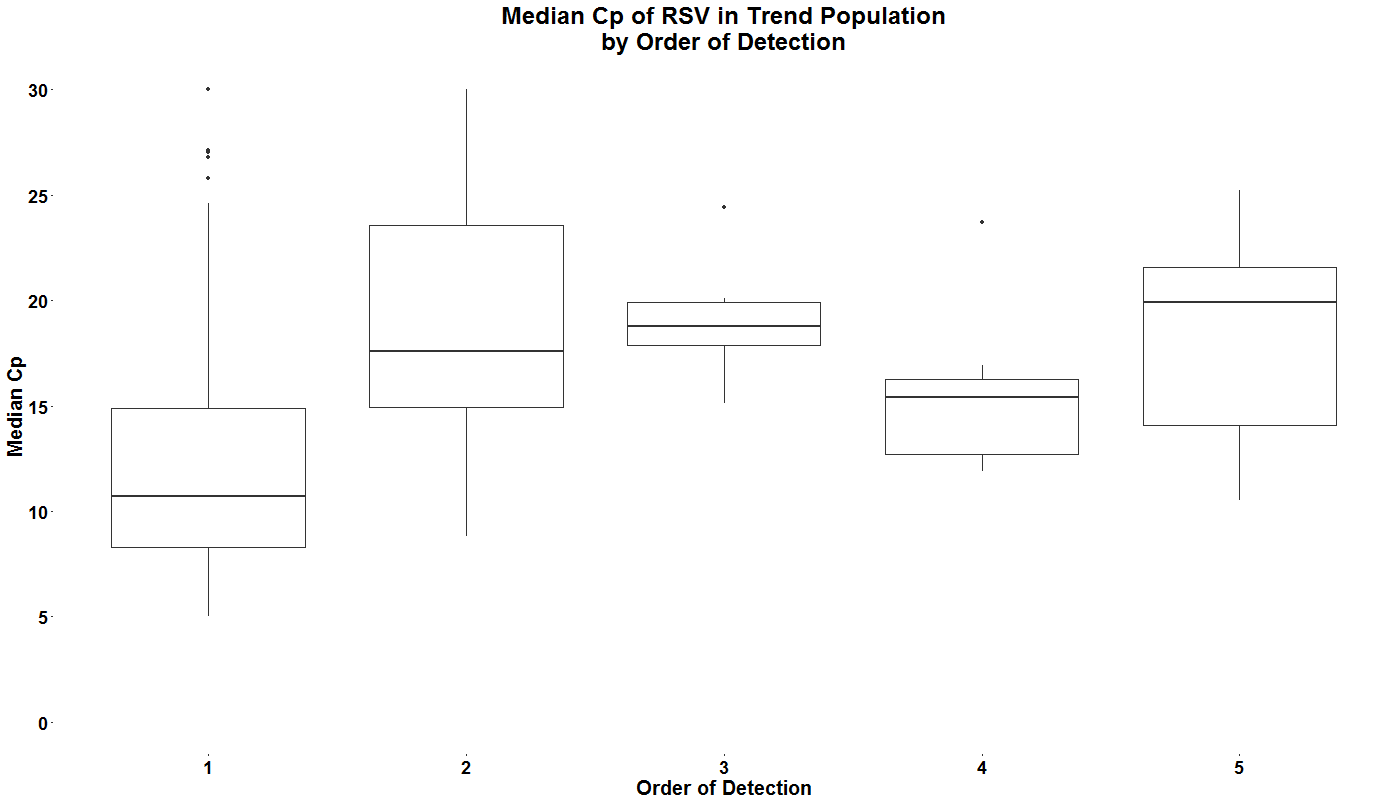 Median Cp of RSV in Trend Population
by Order of Detection
30
25
20
15
10
5
0
Median Cp
1 2 3 4 5
Order of Detection